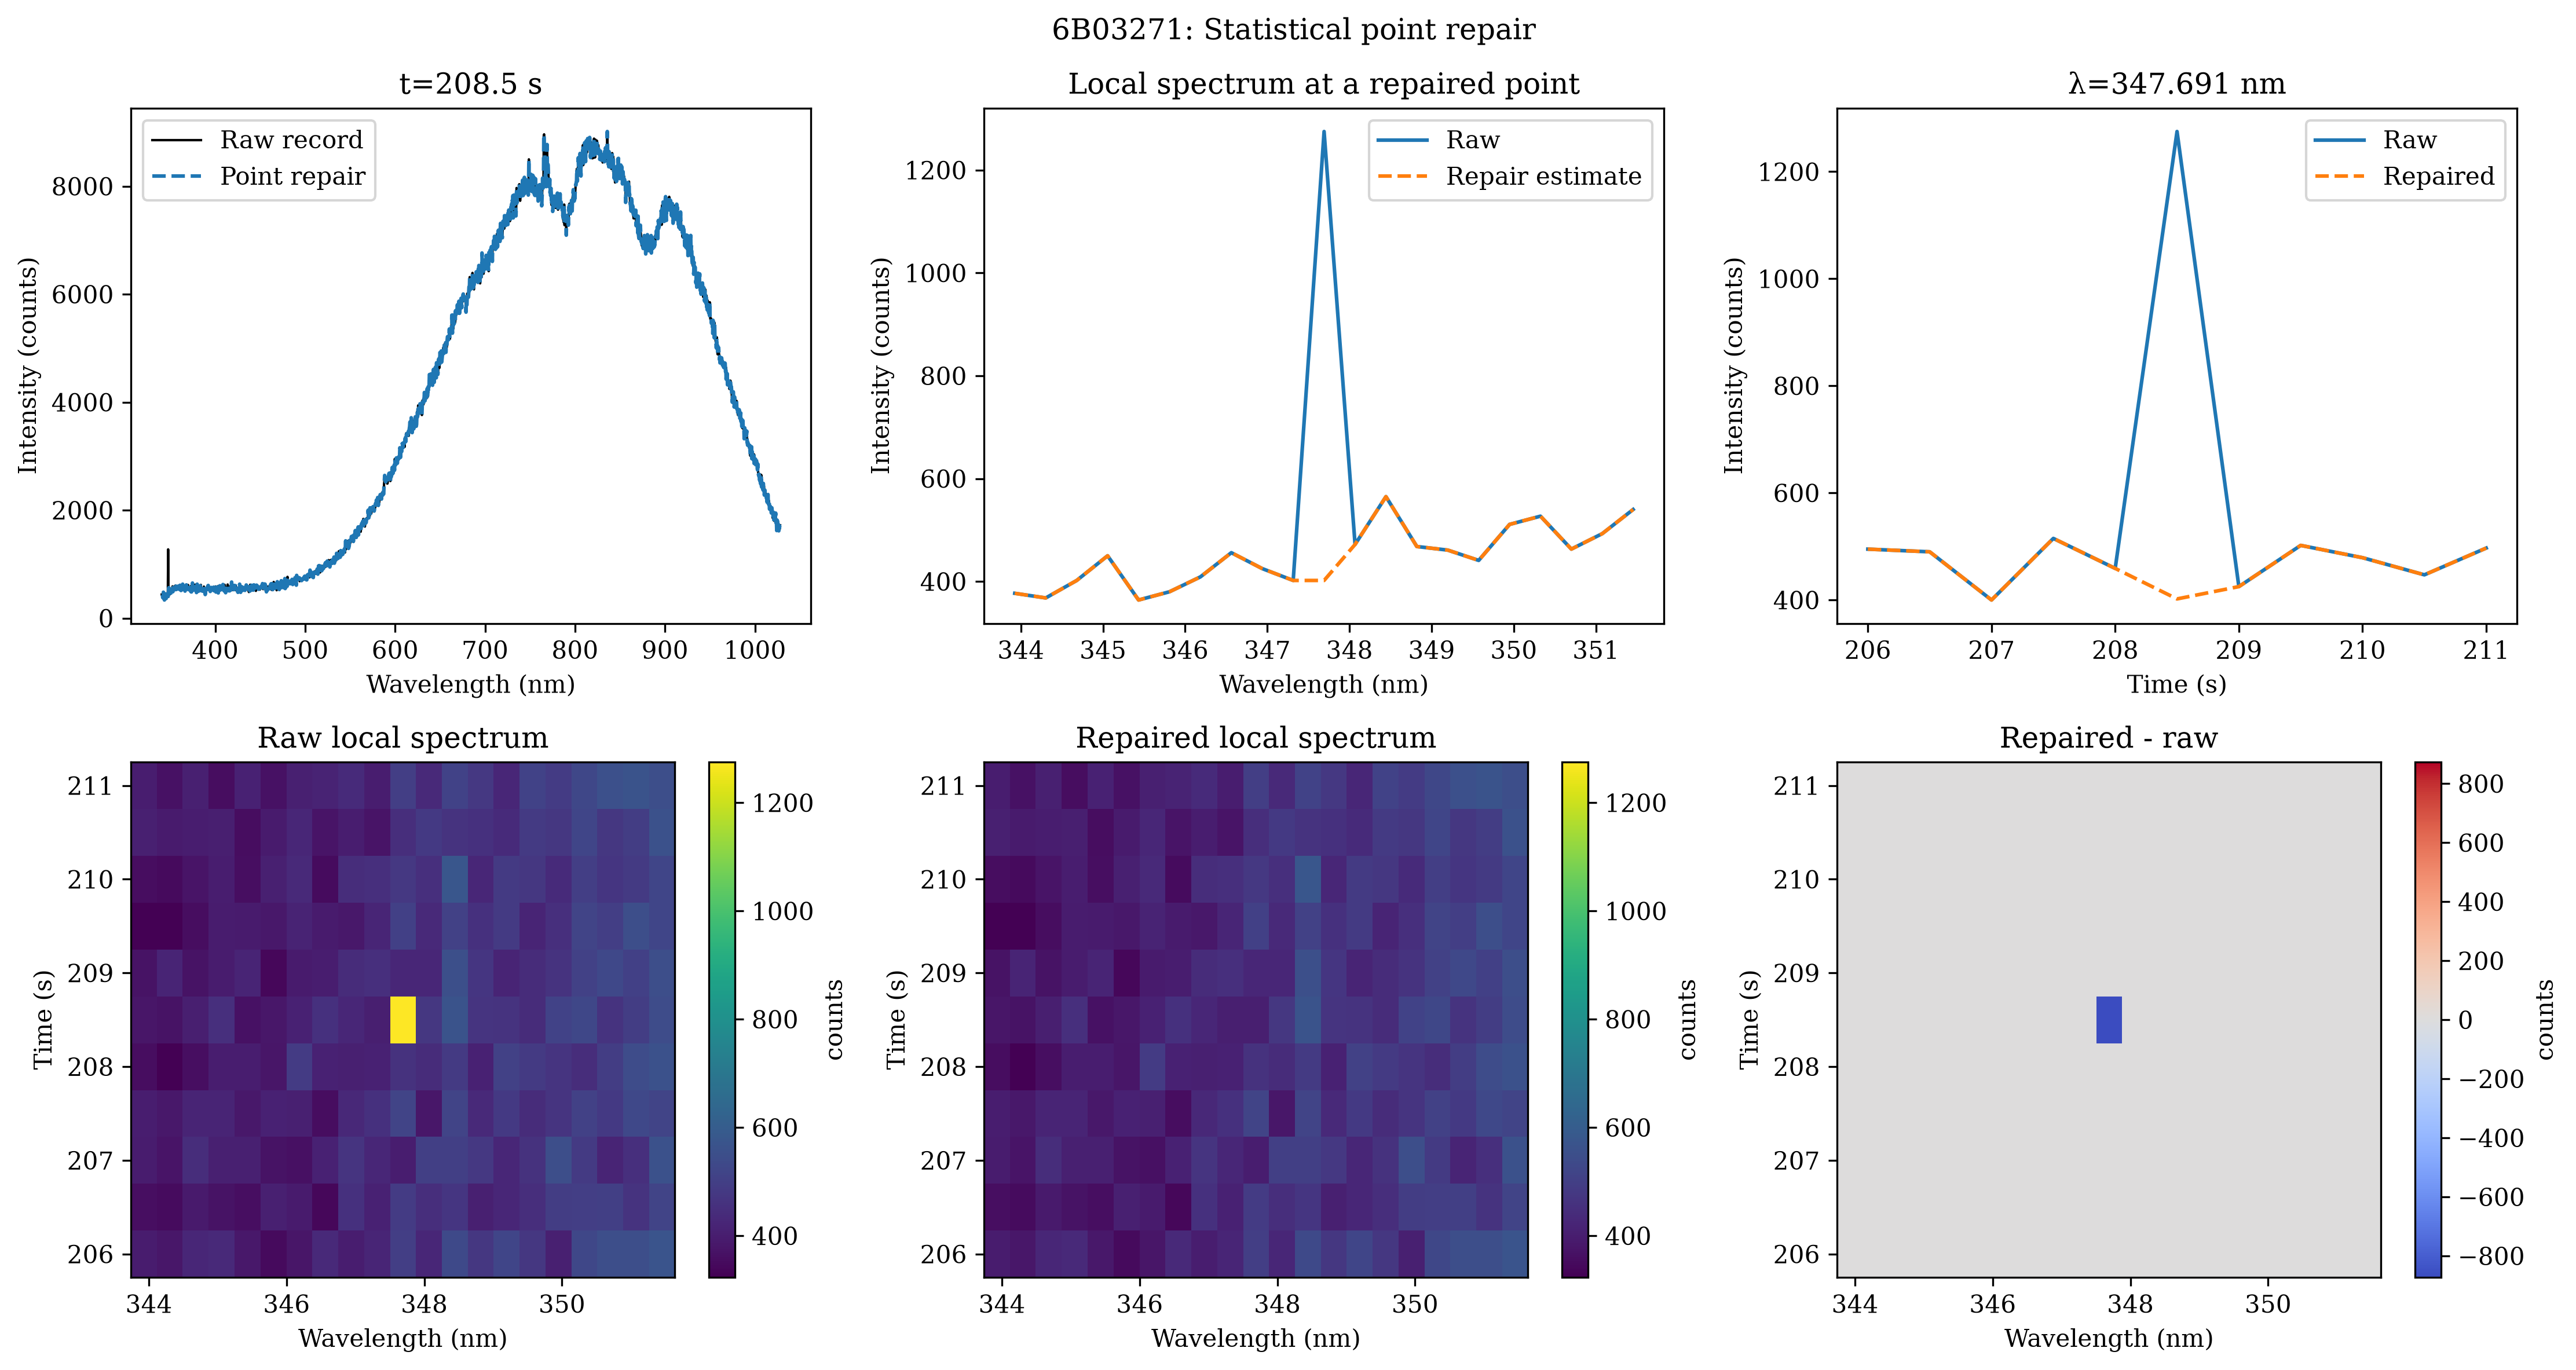 6B03271: Statistical point repair
t=208.5 s
Raw record
Point repair
Intensity (counts)
8000
6000
4000
2000
0
400 500 600 700 800 900 1000
Wavelength (nm)
Local spectrum at a repaired point
Raw
Repair estimate
Intensity (counts)
1200
1000
800
600
400
344 345 346 347 348 349 350 351
Wavelength (nm)
λ=347.691 nm
Raw
Repaired
Intensity (counts)
1200
1000
800
600
400
206 207 208 209 210 211
Time (s)
Raw local spectrum
Time (s)
211
210
209
208
207
206
344 346 348 350
Wavelength (nm)
1200
1000
800
600
400
counts
Repaired local spectrum
Time (s)
211
210
209
208
207
206
344 346 348 350
Wavelength (nm)
1200
1000
800
600
400
counts
Repaired - raw
Time (s)
211
210
209
208
207
206
344 346 348 350
Wavelength (nm)
800
600
400
200
0
−200
−400
−600
−800
counts